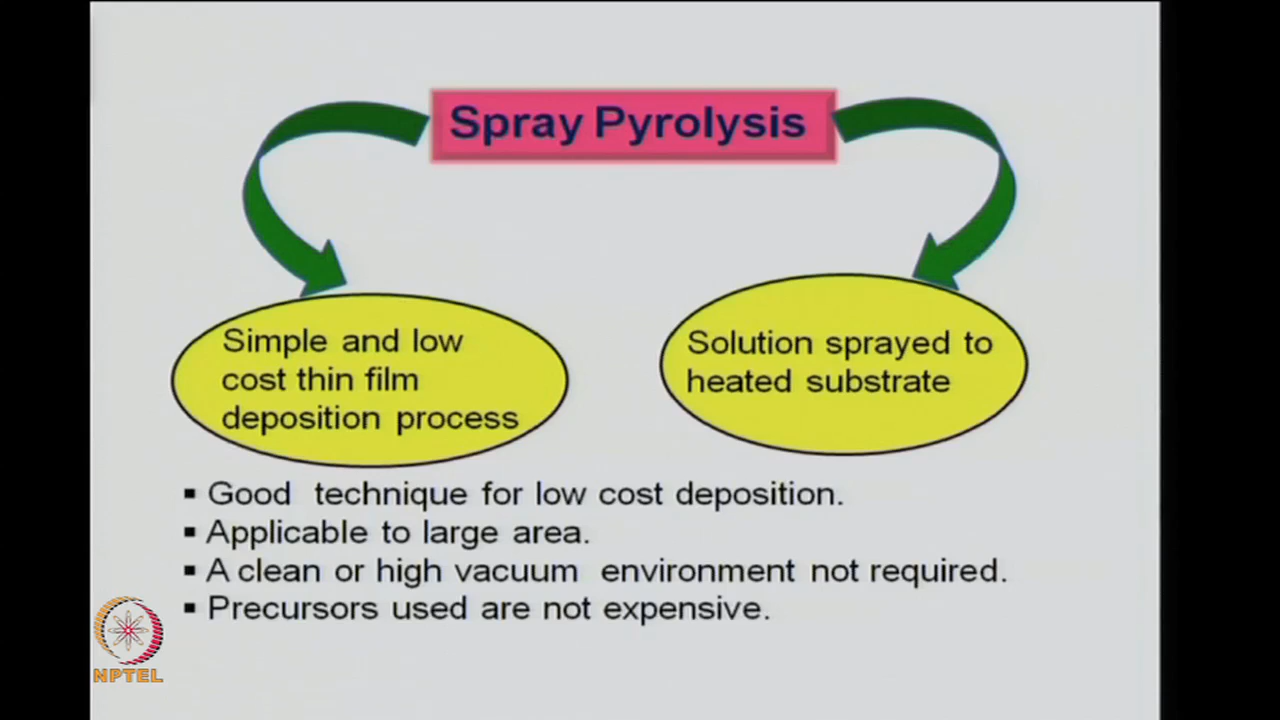 Spray Pyrolysis
Simple and low
cost thin film
deposition process
Solution sprayed to
heated substrate
▪ Good technique for low cost deposition.
▪ Applicable to large area.
▪ A clean or high vacuum environment not required.
▪ Precursors used are not expensive.
NPTEL